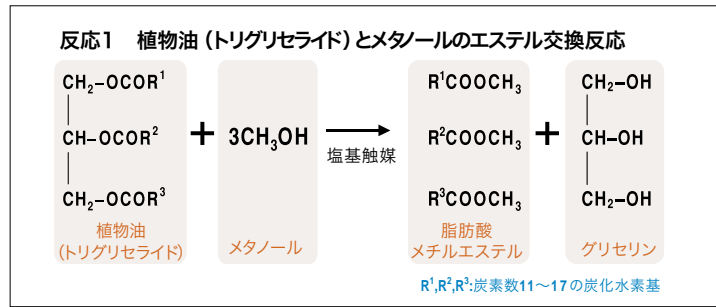 反応1　植物油（トリグリセライド）とメタノールのエステル交換反応
CH₂–OCOR¹
CH-OCOR²
CH₂–OCOR³
植物油
(トリグリセライド)
+
3CH₃OH
メタノール
塩基触媒
R¹COOCH₃
R²COOCH₃
R³COOCH₃
脂肪酸
メチルエステル
+
CH₂–OH
CH–OH
CH₂–OH
グリセリン
R¹,R²,R³:炭素数11～17の炭化水素基